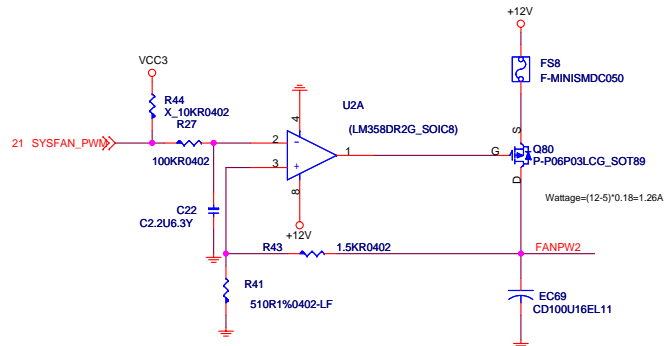 +12V
FS8
F-MINISMDC050
VCC3
R44
X_10KR0402
R27
U2A
(LM358DR2G_SOIC8)
4
S
21 SYSFAN_PWM
2
-
1
G
Q80
P-P06P03LCG_SOT89
100KR0402
3
+
8
D
Wattage=(12-5)*0.18=1.26A
C22
C2.2U6.3Y
+12V
R43
1.5KR0402
FANPW2
R41
510R1%0402-LF
EC69
CD100U16EL11